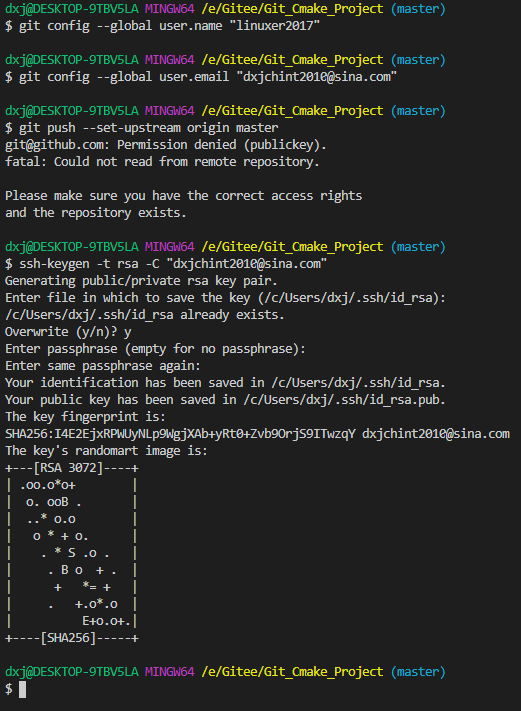 dxj@DESKTOP-9TBV5LA MINGW64 /e/Gitee/Git_Cmake_Project (master)
$ git config --global user.name "linuxer2017"

dxj@DESKTOP-9TBV5LA MINGW64 /e/Gitee/Git_Cmake_Project (master)
$ git config --global user.email "dxjchint2010@sina.com"

dxj@DESKTOP-9TBV5LA MINGW64 /e/Gitee/Git_Cmake_Project (master)
$ git push --set-upstream origin master
git@github.com: Permission denied (publickey).
fatal: Could not read from remote repository.

Please make sure you have the correct access rights
and the repository exists.

dxj@DESKTOP-9TBV5LA MINGW64 /e/Gitee/Git_Cmake_Project (master)
$ ssh-keygen -t rsa -C "dxjchint2010@sina.com"
Generating public/private rsa key pair.
Enter file in which to save the key (/c/Users/dxj/.ssh/id_rsa):
/c/Users/dxj/.ssh/id_rsa already exists.
Overwrite (y/n)? y
Enter passphrase (empty for no passphrase):
Enter same passphrase again:
Your identification has been saved in /c/Users/dxj/.ssh/id_rsa.
Your public key has been saved in /c/Users/dxj/.ssh/id_rsa.pub.
The key fingerprint is:
SHA256:I4E2EjxRPWUyNLp9WgjXAb+yRt0+Zvb9OrjS9ITwzqY dxjchint2010@sina.com
The key's randomart image is:
+---[RSA 3072]----+
| .oo.o*o+        |
|  o. ooB .       |
|  ..* o.o        |
|   o * + o.      |
|    . * S .o .   |
|     . B o  + .  |
|      +   *= +   |
|     .   +.o*.o  |
|          E+o.o+.|
+----[SHA256]-----+

dxj@DESKTOP-9TBV5LA MINGW64 /e/Gitee/Git_Cmake_Project (master)
$